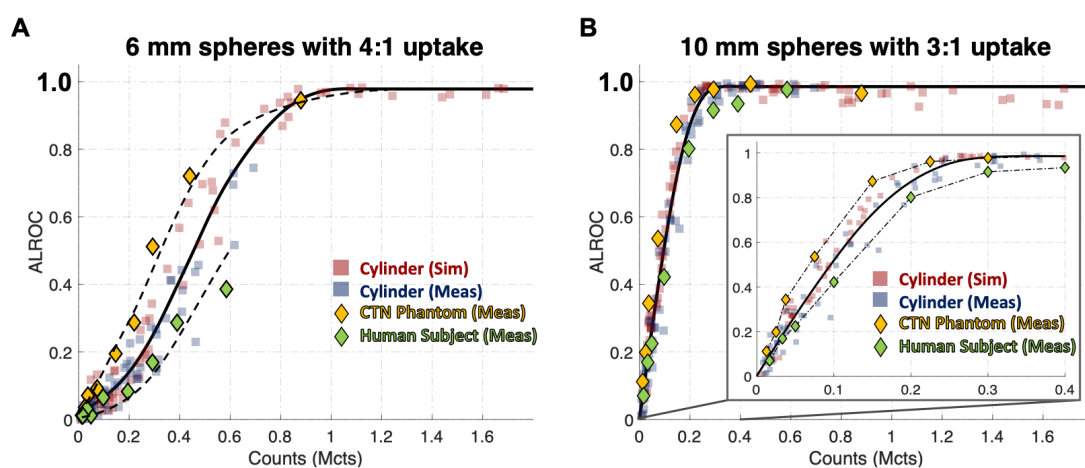 A
6 mm spheres with 4:1 uptake
1.0
0.8
0.6
0.4
0.2
0
ALROC
Cylinder (Sim)
Cylinder (Meas)
CTN Phantom (Meas)
Human Subject (Meas)
0 0.2 0.4 0.6 0.8 1 1.2 1.4 1.6
Counts (Mcts)
B
10 mm spheres with 3:1 uptake
1.0
0.8
0.6
0.4
0.2
0
ALROC
1
0.8
0.6
0.4
0.2
0
Cylinder (Sim)
Cylinder (Meas)
CTN Phantom (Meas)
Human Subject (Meas)
0 0.1 0.2 0.3 0.4
0 0.2 0.4 0.6 0.8 1 1.2 1.4 1.6
Counts (Mcts)